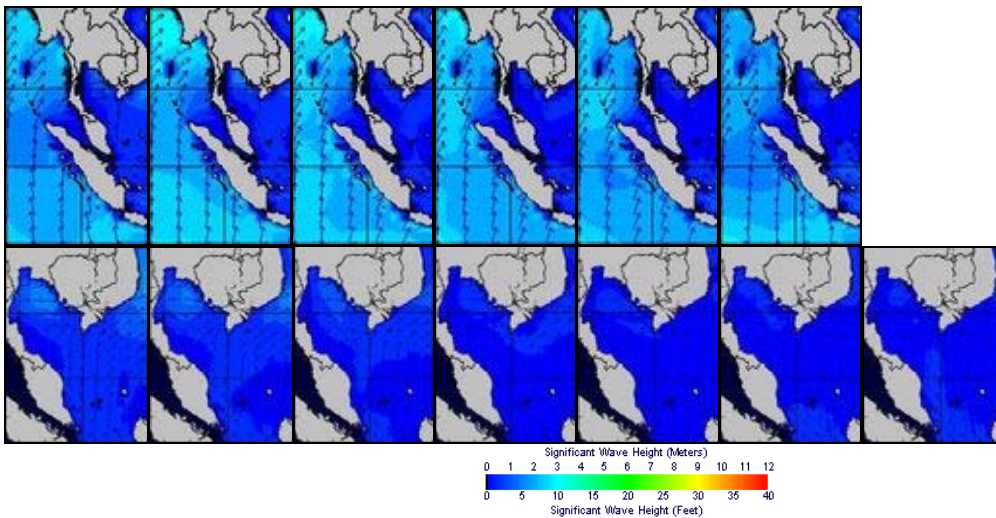 Significant Wave Height (Meters)
0 1 2 3 4 5 6 7 8 9 10 11 12
0 5 10 15 20 25 30 35 40
Significant Wave Height (Feet)